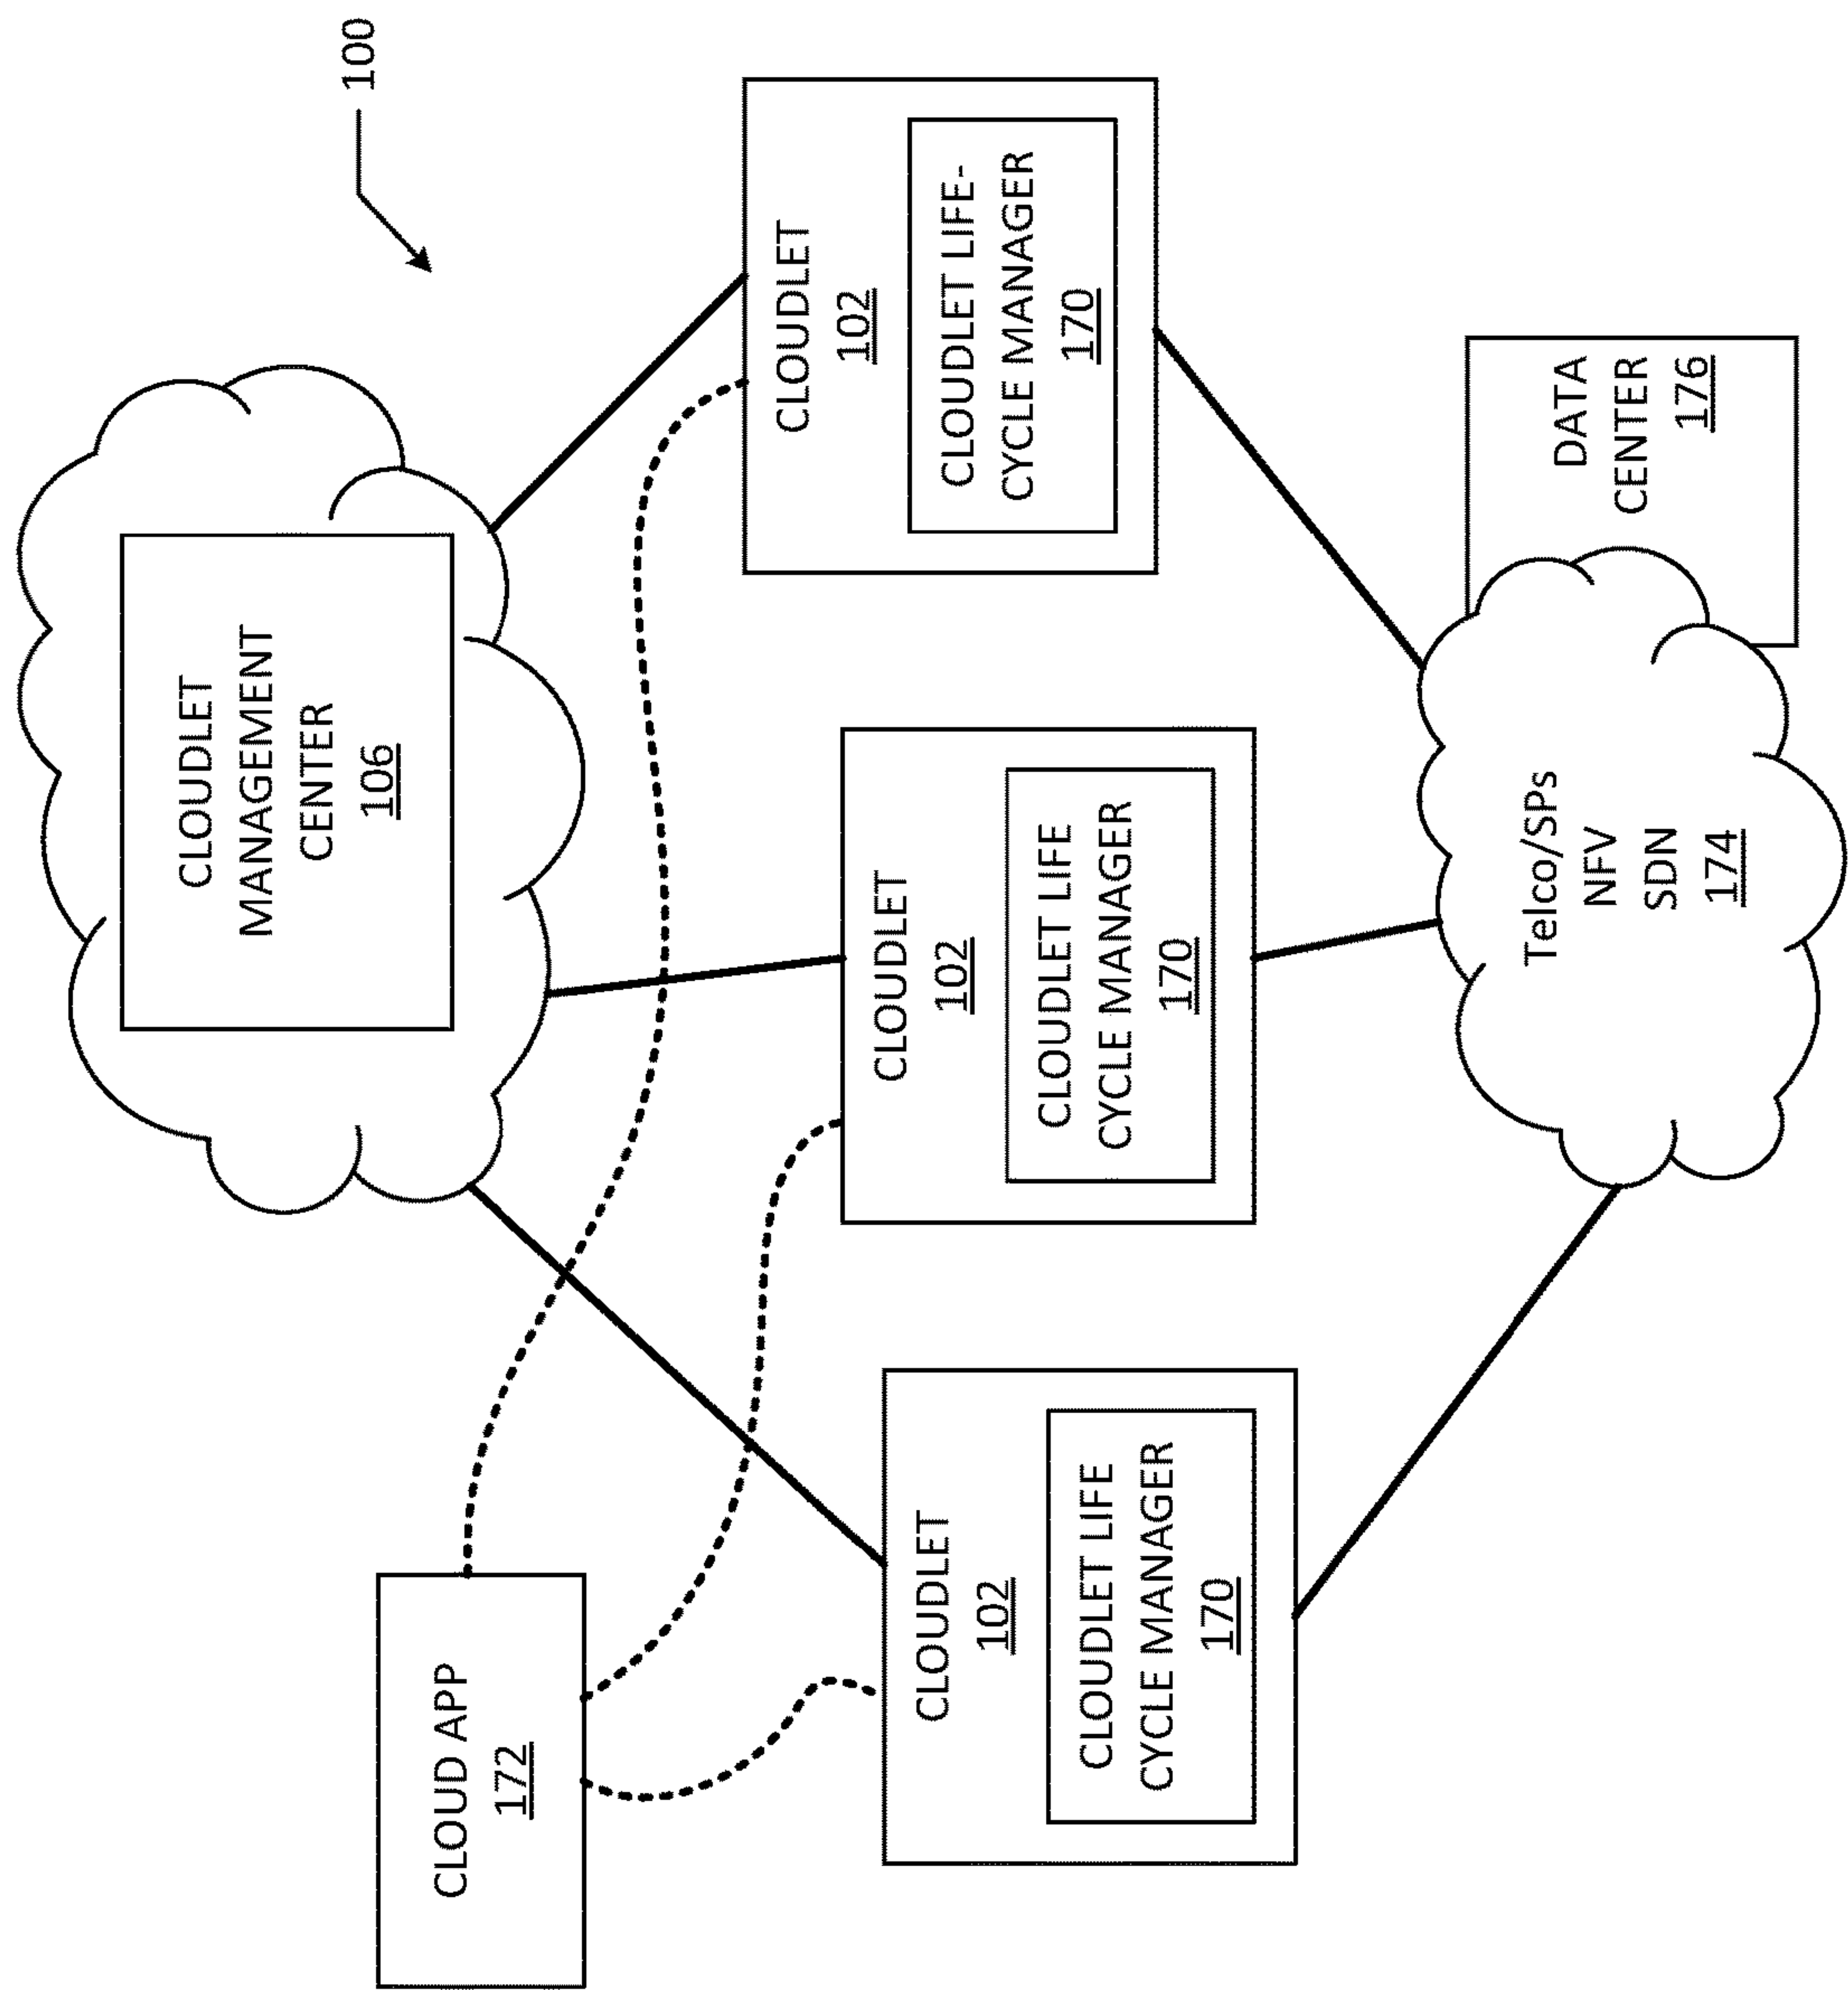 100
CLOUDLET
MANAGEMENT
CENTER
106
CLOUD APP
172
CLOUDLET
102
CLOUDLET LIFE
CYCLE MANAGER
170
CLOUDLET
102
CLOUDLET LIFE
CYCLE MANAGER
170
CLOUDLET
102
CLOUDLET LIFE-
CYCLE MANAGER
170
Telco/SPs
NFV
SDN
174
DATA
CENTER
176